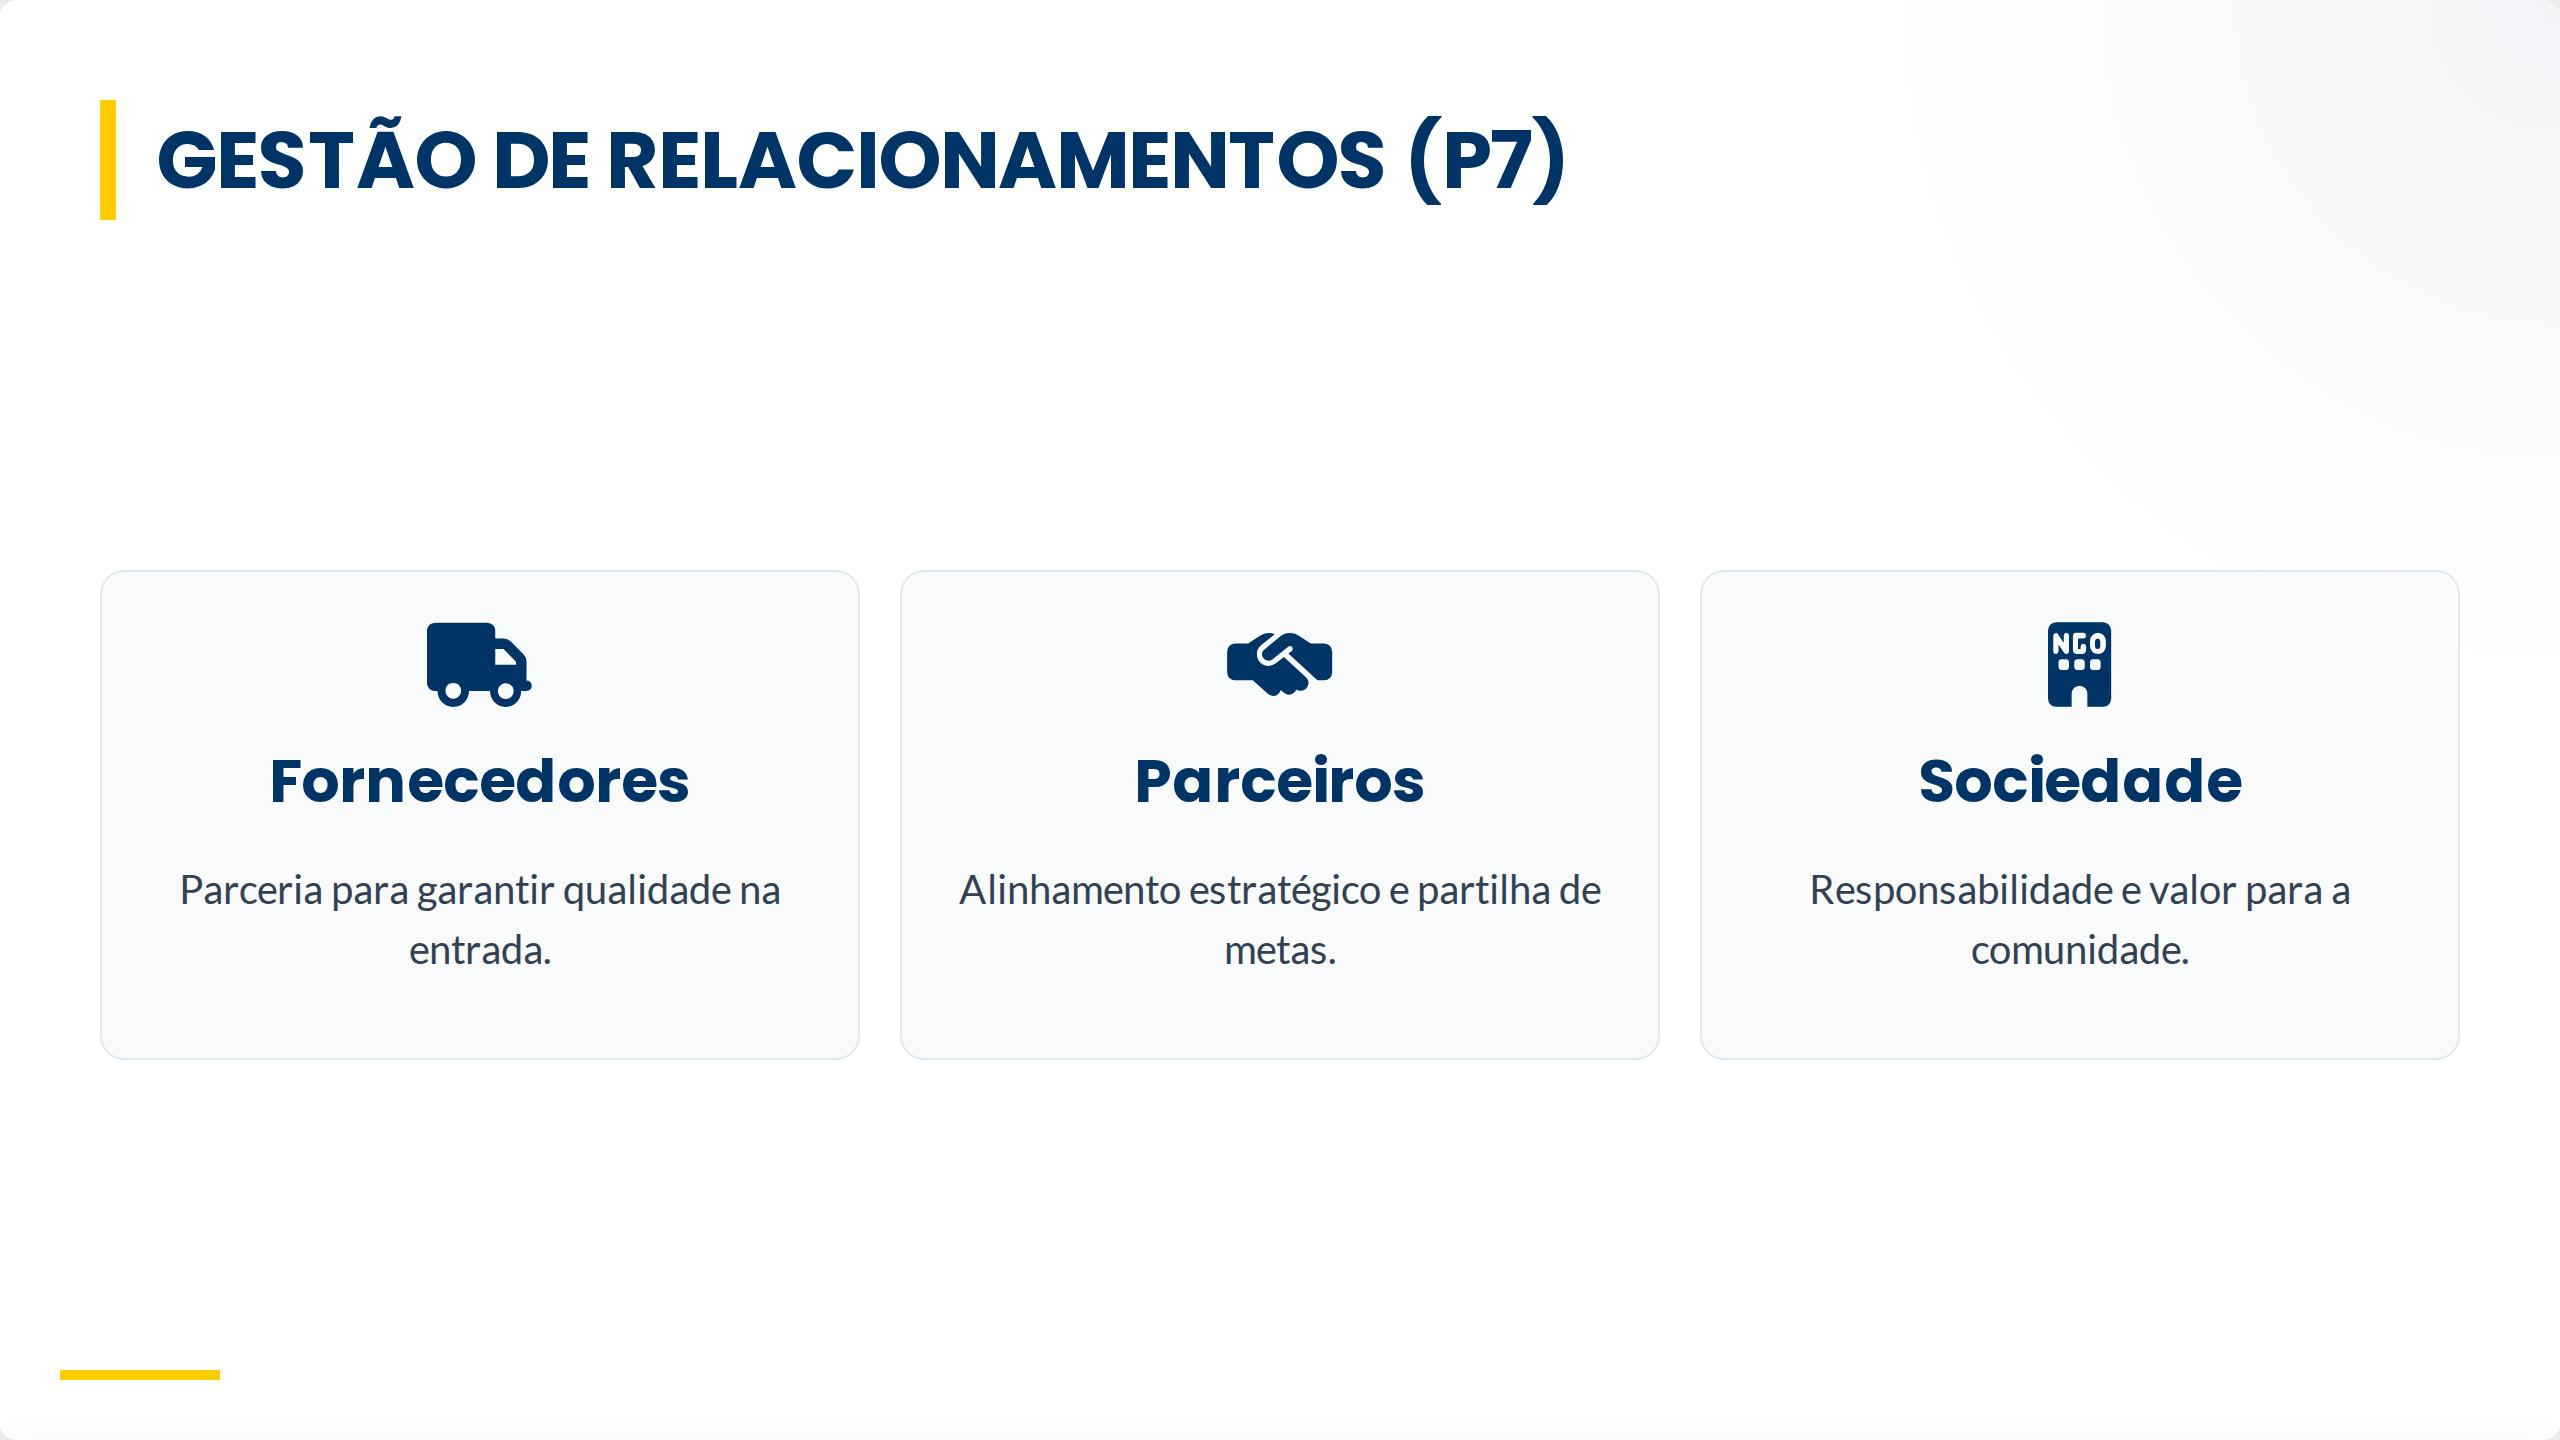 GESTÃO DE RELACIONAMENTOS (P7)
NGO
Fornecedores
Parceria para garantir qualidade na
entrada.
Parceiros
Alinhamento estratégico e partilha de
metas.
Sociedade
Responsabilidade e valor para a
comunidade.